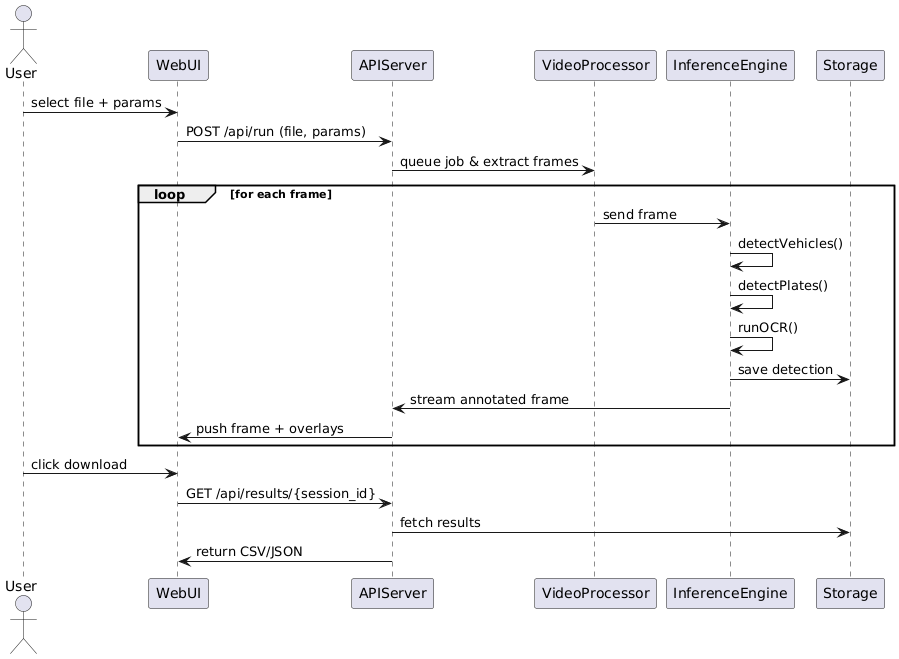 User
WebUI
APIServer
VideoProcessor
InferenceEngine
Storage
select file + params
POST /api/run (file, params)
queue job & extract frames
loop
[for each frame]
send frame
detectVehicles()
detectPlates()
runOCR()
save detection
stream annotated frame
push frame + overlays
click download
GET /api/results/{session_id}
fetch results
return CSV/JSON
User
WebUI
APIServer
VideoProcessor
InferenceEngine
Storage